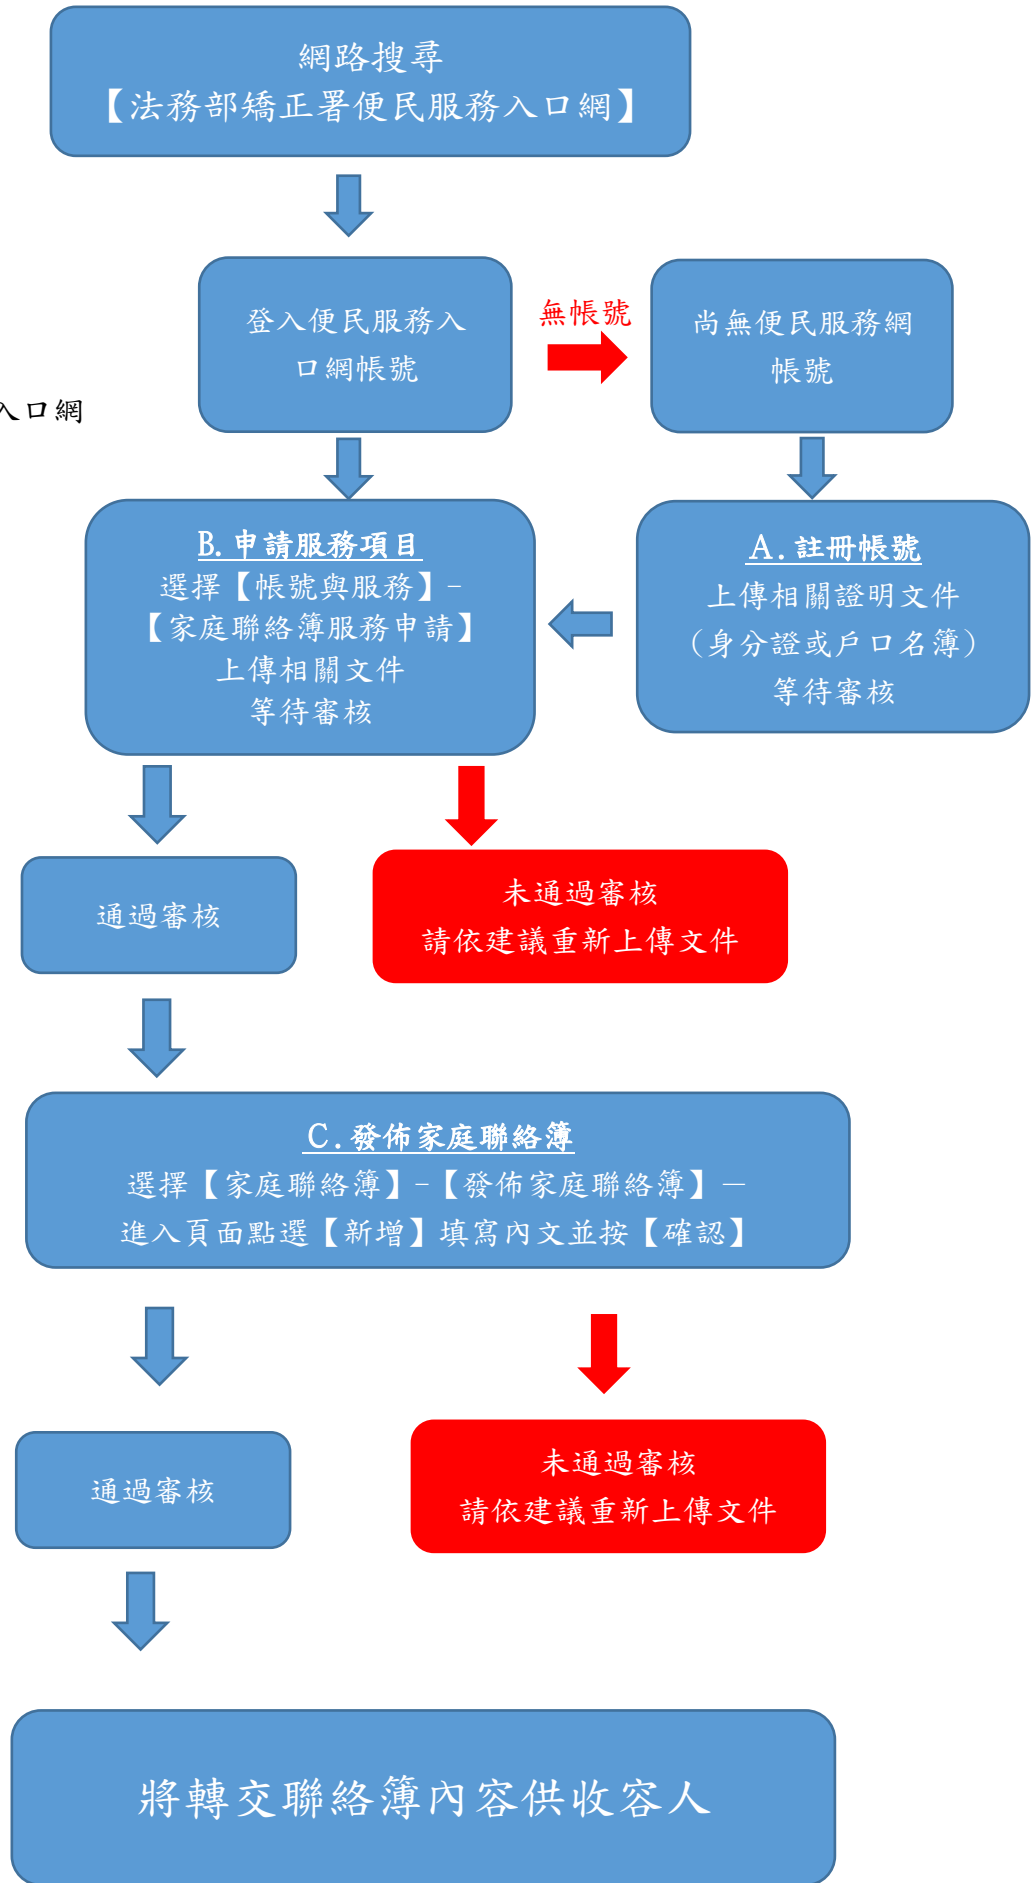 網路搜尋
【法務部矯正署便民服務入口網】
登入便民服務入
口網帳號
無帳號
尚無便民服務網
帳號
入口網
B.申請服務項目
選擇【帳號與服務】-
【家庭聯絡簿服務申請】
上傳相關文件
等待審核
A.註冊帳號
上傳相關證明文件
(身分證或戶口名簿)
等待審核
通過審核
未通過審核
請依建議重新上傳文件
C.發佈家庭聯絡簿
選擇【家庭聯絡簿】-【發佈家庭聯絡簿】—
進入頁面點選【新增】填寫內文並按【確認】
通過審核
未通過審核
請依建議重新上傳文件
將轉交聯絡簿內容供收容人